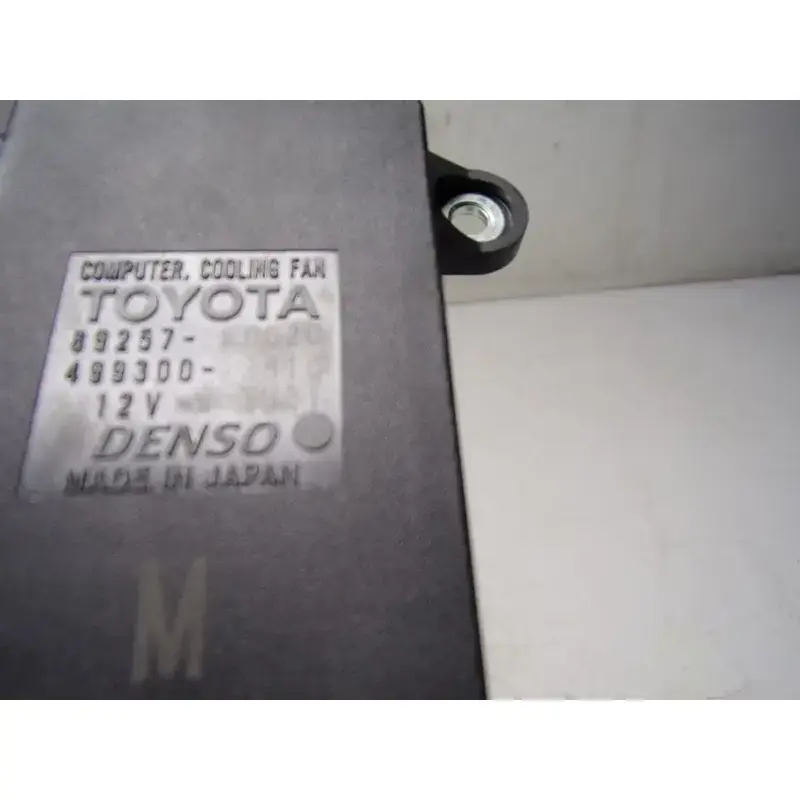 COMPUTER, COOLING FAN
TOYOTA
89257-
499300-
12V
DENSO
MADE IN JAPAN
M